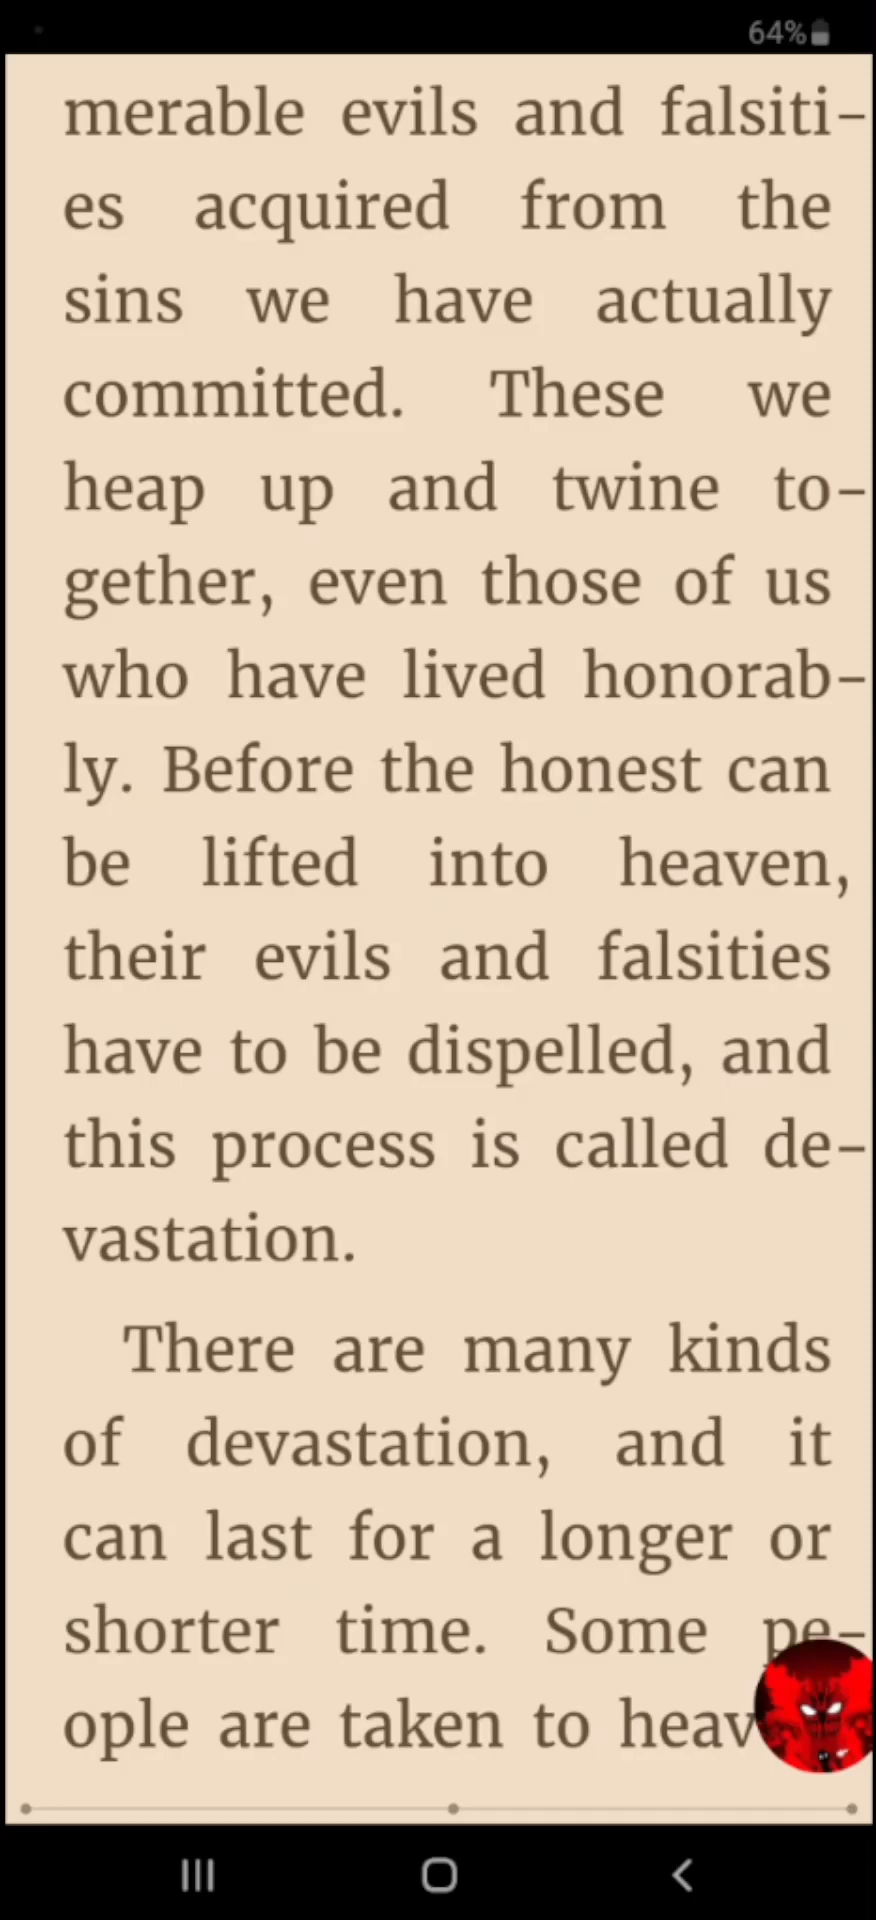 64%
merable evils and falsiti-
es acquired from the
sins we have actually
committed. These we
heap up and twine to-
gether, even those of us
who have lived honorab-
ly. Before the honest can
be lifted into heaven,
their evils and falsities
have to be dispelled, and
this process is called de-
vastation.
There are many kinds
of devastation, and it
can last for a longer or
shorter time. Some pe-
ople are taken to heav